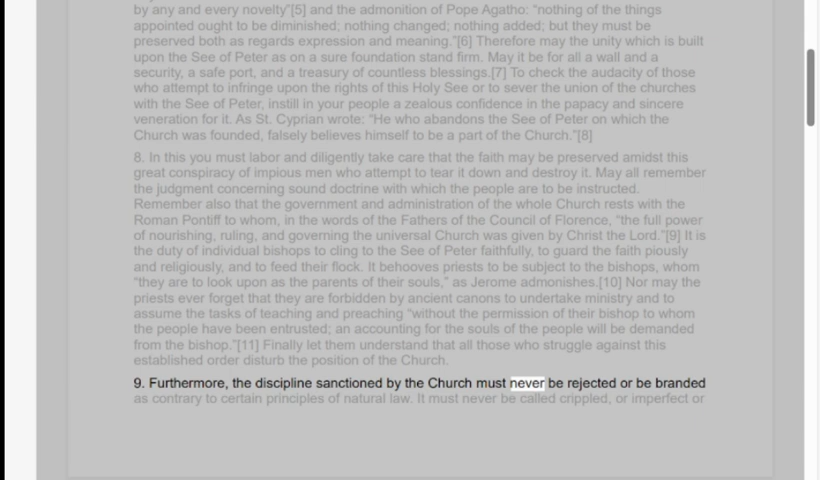 by any and every novelty"[5] and the admonition of Pope Agatho: "nothing of the things
appointed ought to be diminished; nothing changed; nothing added; but they must be
preserved both as regards expression and meaning."[6] Therefore may the unity which is built
upon the See of Peter as on a sure foundation stand firm. May it be for all a wall and a
security, a safe port, and a treasury of countless blessings.[7] To check the audacity of those
who attempt to infringe upon the rights of this Holy See or to sever the union of the churches
with the See of Peter, instill in your people a zealous confidence in the papacy and sincere
veneration for it. As St. Cyprian wrote: "He who abandons the See of Peter on which the
Church was founded, falsely believes himself to be a part of the Church."[8]
8. In this you must labor and diligently take care that the faith may be preserved amidst this
great conspiracy of impious men who attempt to tear it down and destroy it. May all remember
the judgment concerning sound doctrine with which the people are to be instructed.
Remember also that the government and administration of the whole Church rests with the
Roman Pontiff to whom, in the words of the Fathers of the Council of Florence, "the full power
of nourishing, ruling, and governing the universal Church was given by Christ the Lord."[9] It is
the duty of individual bishops to cling to the See of Peter faithfully, to guard the faith piously
and religiously, and to feed their flock. It behooves priests to be subject to the bishops, whom
"they are to look upon as the parents of their souls," as Jerome admonishes.[10] Nor may the
priests ever forget that they are forbidden by ancient canons to undertake ministry and to
assume the tasks of teaching and preaching "without the permission of their bishop to whom
the people have been entrusted; an accounting for the souls of the people will be demanded
from the bishop."[11] Finally let them understand that all those who struggle against this
established order disturb the position of the Church.
9. Furthermore, the discipline sanctioned by the Church must never be rejected or be branded
as contrary to certain principles of natural law. It must never be called crippled, or imperfect or